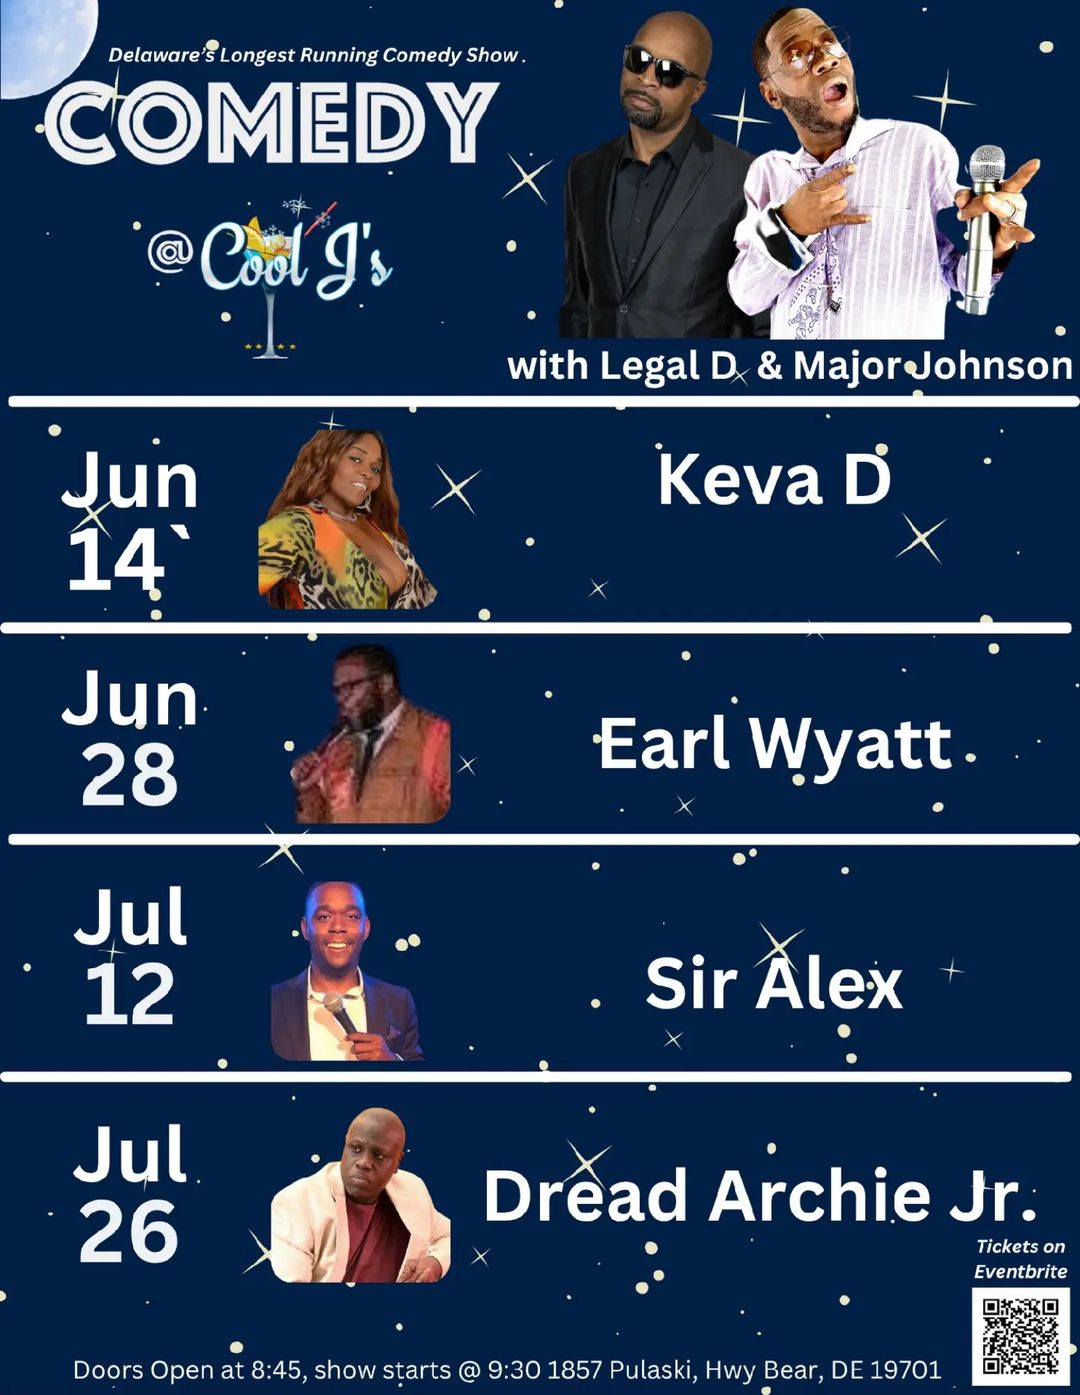 Delaware's Longest Running Comedy Show .
COMEDY
@ Cool J's
with Legal D & Major Johnson
Jun
14`
Keva D
Jun
28
Earl Wyatt
Jul
12
Sir Alex
Jul
26
Dread Archie Jr.
Tickets on
Eventbrite
Doors Open at 8:45, show starts @ 9:30 1857 Pulaski, Hwy Bear, DE 19701